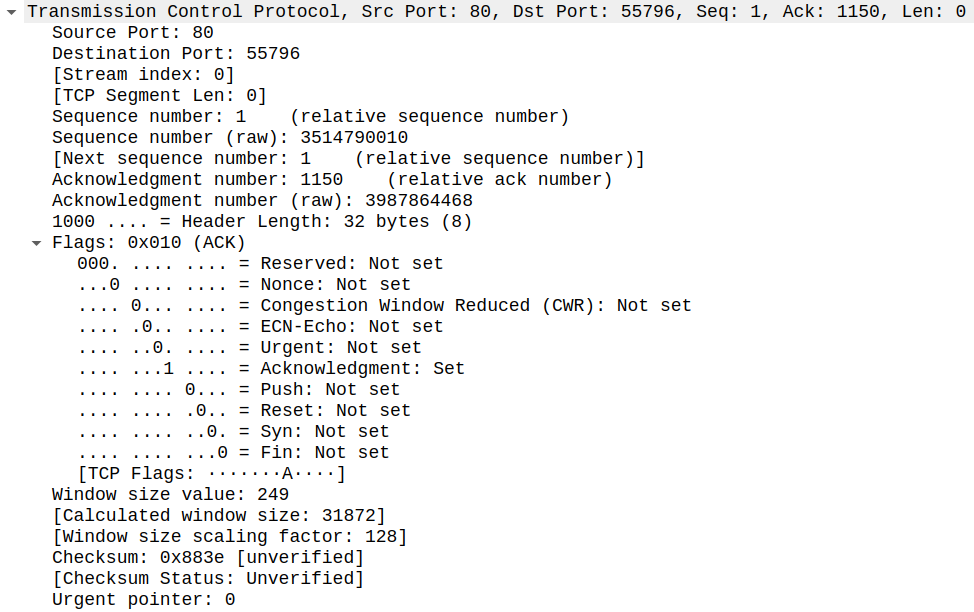 Transmission Control Protocol, Src Port: 80, Dst Port: 55796, Seq: 1, Ack: 1150, Len: 0
Source Port: 80
Destination Port: 55796
[Stream index: 0]
[TCP Segment Len: 0]
Sequence number: 1    (relative sequence number)
Sequence number (raw): 3514790010
[Next sequence number: 1    (relative sequence number)]
Acknowledgment number: 1150    (relative ack number)
Acknowledgment number (raw): 3987864468
1000 .... = Header Length: 32 bytes (8)
Flags: 0x010 (ACK)
000. .... .... = Reserved: Not set
...0 .... .... = Nonce: Not set
.... 0... .... = Congestion Window Reduced (CWR): Not set
.... .0.. .... = ECN-Echo: Not set
.... ..0. .... = Urgent: Not set
.... ...1 .... = Acknowledgment: Set
.... .... 0... = Push: Not set
.... .... .0.. = Reset: Not set
.... .... ..0. = Syn: Not set
.... .... ...0 = Fin: Not set
[TCP Flags: ·······A····]
Window size value: 249
[Calculated window size: 31872]
[Window size scaling factor: 128]
Checksum: 0x883e [unverified]
[Checksum Status: Unverified]
Urgent pointer: 0